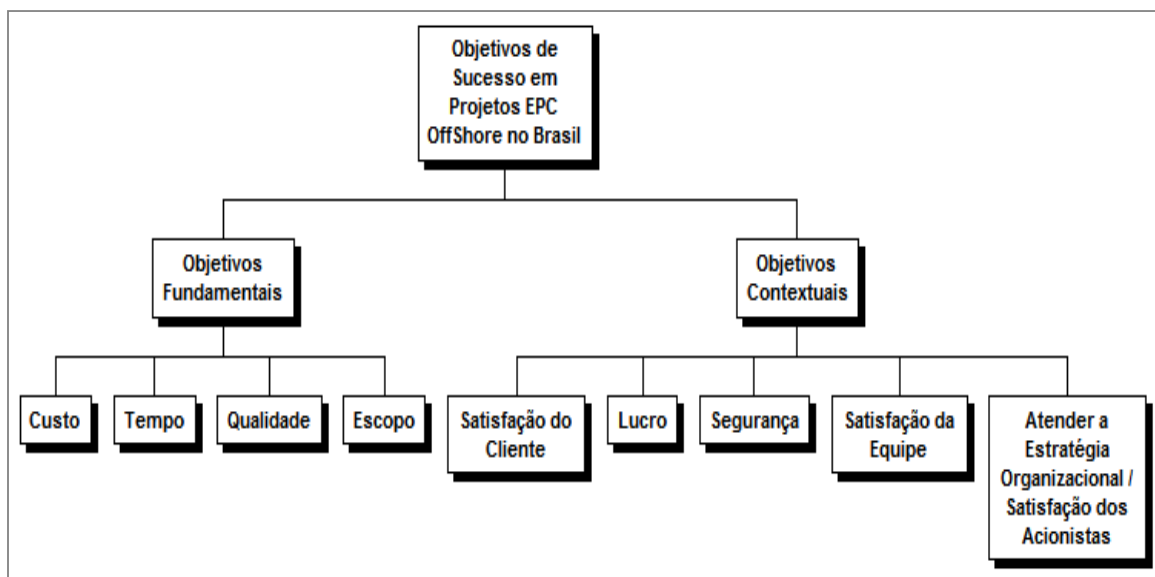 Objetivos de
Sucesso em
Projetos EPC
OffShore no Brasil
Objetivos
Fundamentais
Objetivos
Contextuais
Custo
Tempo
Qualidade
Escopo
Satisfação do
Cliente
Lucro
Segurança
Satisfação da
Equipe
Atender a
Estratégia
Organizacional /
Satisfação dos
Acionistas